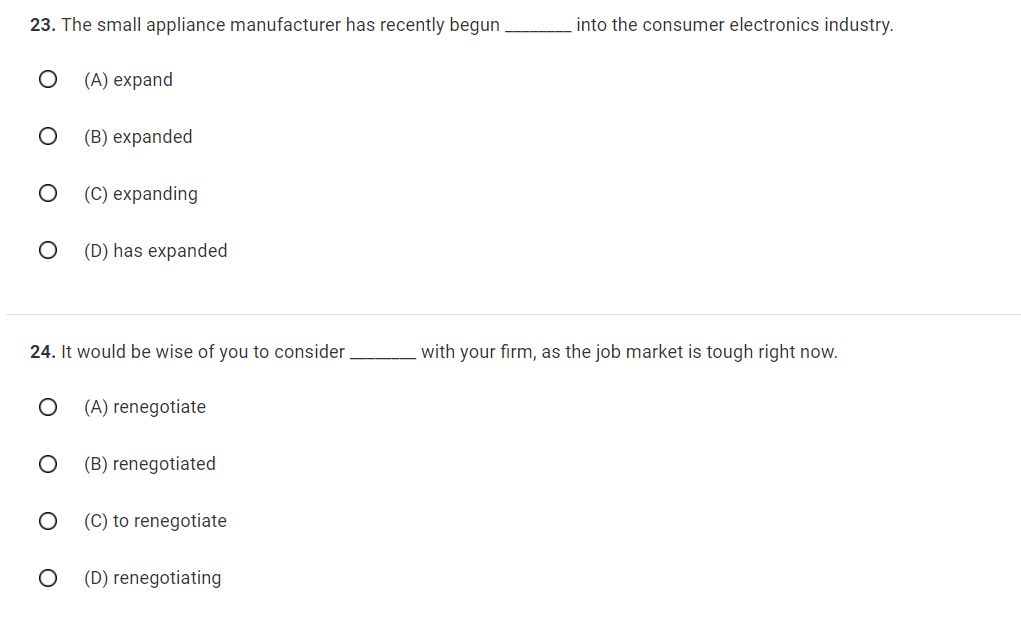 23. The small appliance manufacturer has recently begun ________ into the consumer electronics industry.
(A) expand
(B) expanded
(C) expanding
(D) has expanded
24. It would be wise of you to consider ________ with your firm, as the job market is tough right now.
(A) renegotiate
(B) renegotiated
(C) to renegotiate
(D) renegotiating